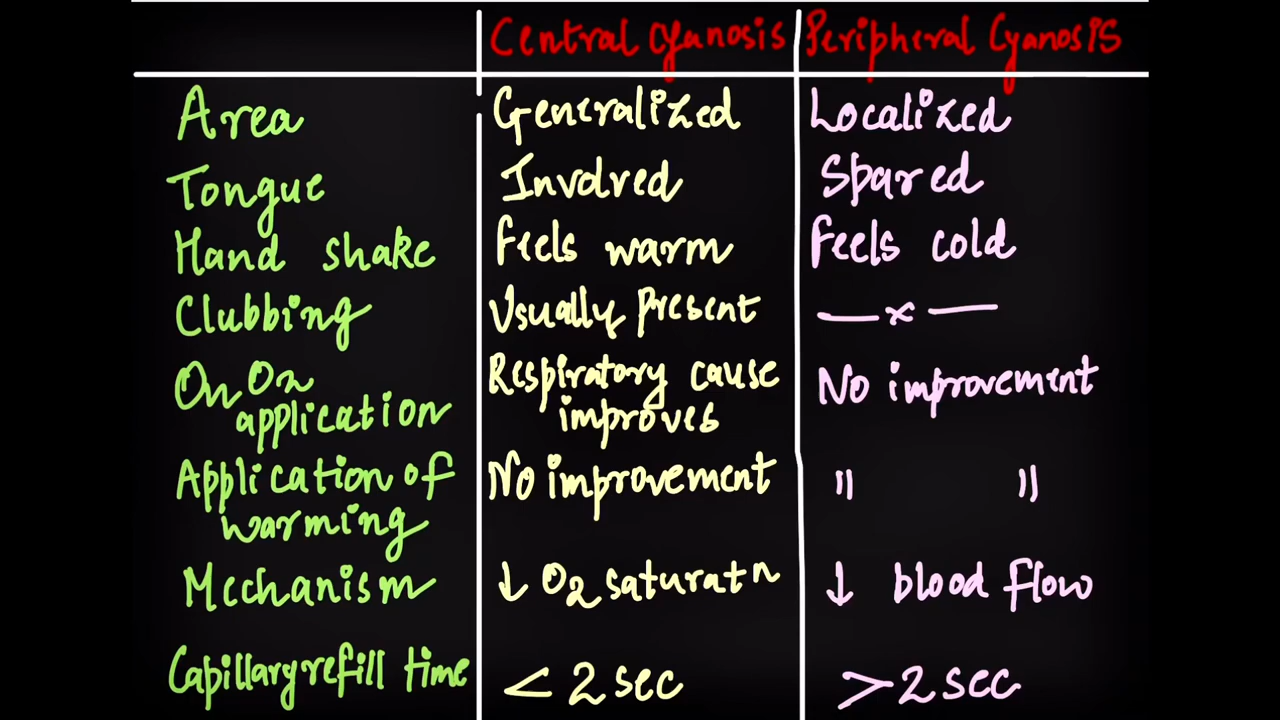 Central Cyanosis Peripheral Cyanosis
Area Generalized Localized
Tongue Involved Spared
Hand shake Feels warm Feels cold
Clubbing Usually present —x—
On O2 Respiratory cause No improvement
application improves
Application of No improvement " "
warming
Mechanism ↓ O2 saturatn ↓ blood flow
Capillary refill time < 2 sec > 2 sec